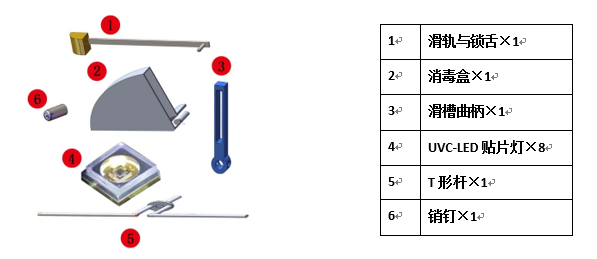 1
2
3
6
4
5
1 滑轨与锁舌×1
2 消毒盒×1
3 滑槽曲柄×1
4 UVC-LED 贴片灯×8
5 T 形杆×1
6 销钉×1